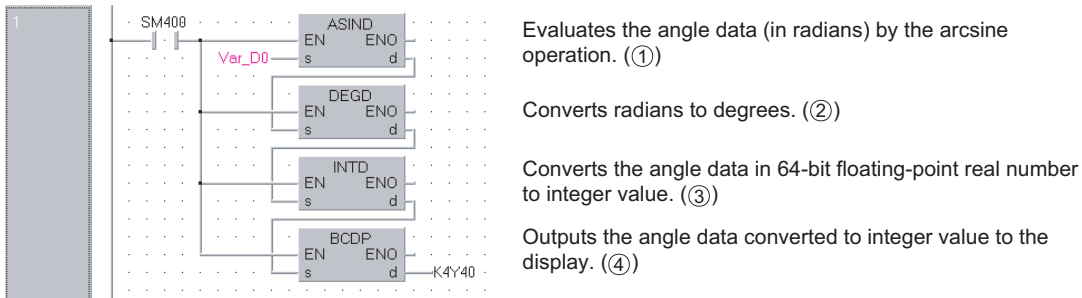 1
SM400
ASIND
EN ENO
Var_D0 s d
Evaluates the angle data (in radians) by the arcsine
operation. (①)
DEGD
EN ENO
s d
Converts radians to degrees. (②)
INTD
EN ENO
s d
Converts the angle data in 64-bit floating-point real number
to integer value. (③)
BCDP
EN ENO
s d K4Y40
Outputs the angle data converted to integer value to the
display. (④)